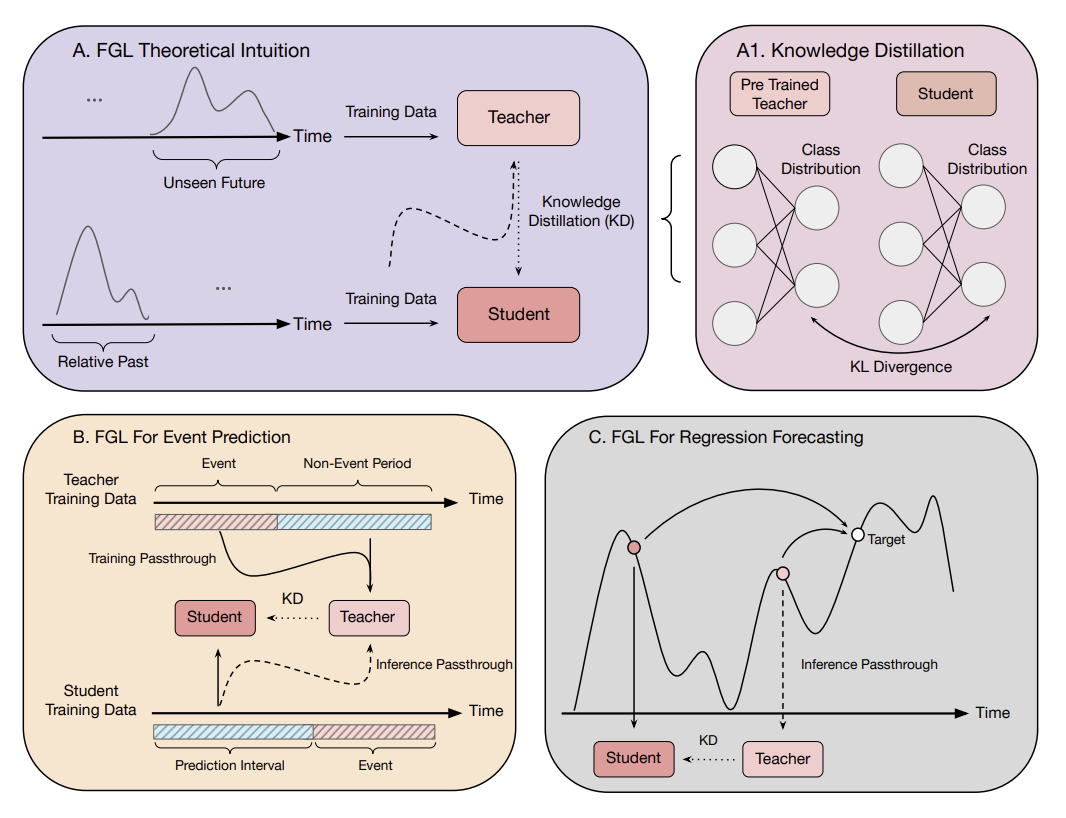 A. FGL Theoretical Intuition
...
Time
Unseen Future
Training Data
Teacher
Knowledge
Distillation (KD)
...
Time
Relative Past
Training Data
Student
A1. Knowledge Distillation
Pre Trained
Teacher
Student
Class
Distribution
Class
Distribution
KL Divergence
B. FGL For Event Prediction
Event
Non-Event Period
Teacher
Training Data
Time
Training Passthrough
Student
KD
Teacher
Inference Passthrough
Student
Training Data
Time
Prediction Interval
Event
C. FGL For Regression Forecasting
Target
Inference Passthrough
Time
Student
KD
Teacher